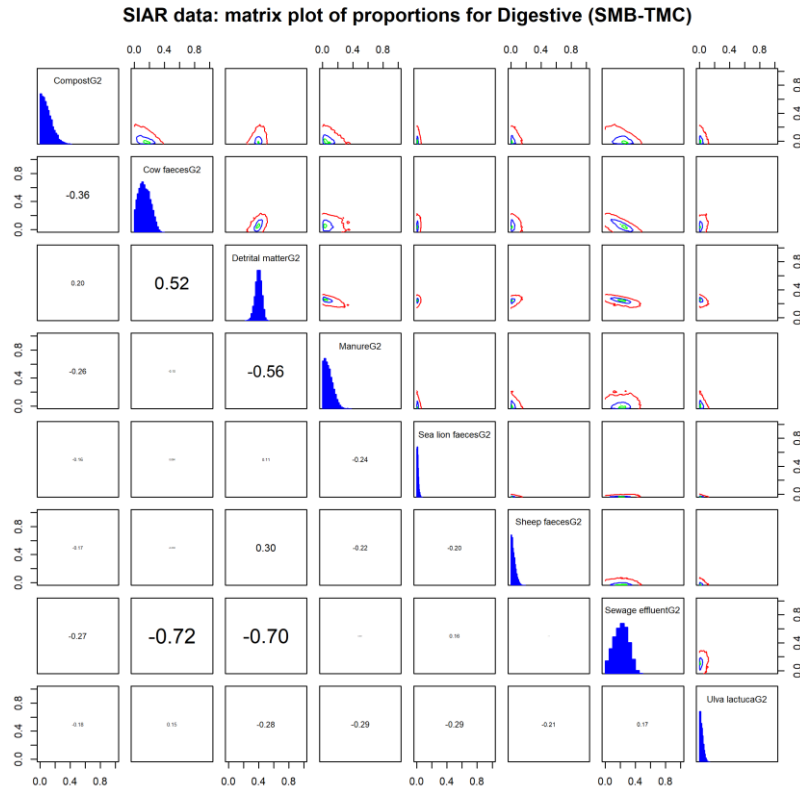 SIAR data: matrix plot of proportions for Digestive (SMB-TMC)
0.0 0.4 0.8 0.0 0.4 0.8 0.0 0.4 0.8 0.0 0.4 0.8
CompostG2
0.0 0.4 0.8
0.0 0.4 0.8
-0.36
Cow faecesG2
0.20
0.52
Detrital matterG2
0.0 0.4 0.8
0.0 0.4 0.8
-0.26
-0.56
ManureG2
-0.24
Sea lion faecesG2
0.0 0.4 0.8
0.0 0.4 0.8
-0.17
0.30
-0.22
-0.20
Sheep faecesG2
-0.27
-0.72
-0.70
0.16
Sewage effluentG2
0.0 0.4 0.8
0.0 0.4 0.8
-0.18
0.15
-0.28
-0.29
-0.29
-0.21
0.17
Ulva lactucaG2
0.0 0.4 0.8 0.0 0.4 0.8 0.0 0.4 0.8 0.0 0.4 0.8